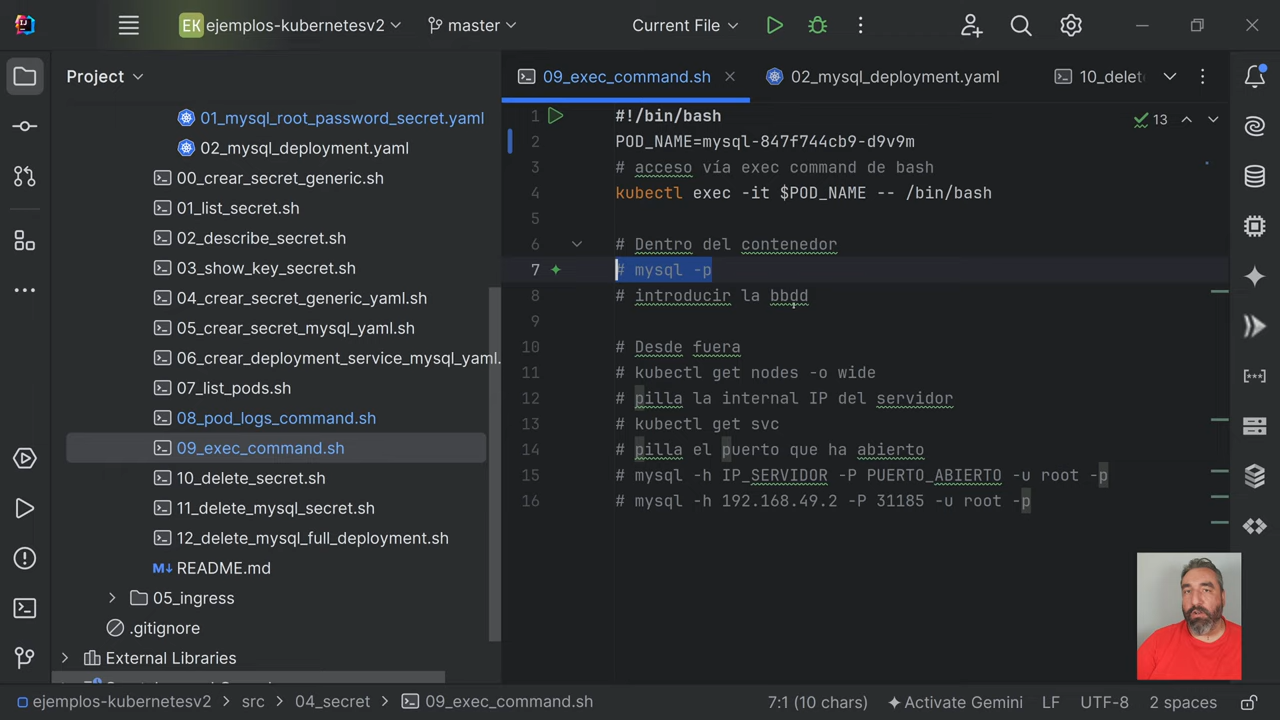 EK ejemplos-kubernetesv2
master
Current File
Project
09_exec_command.sh
02_mysql_deployment.yaml
10_dele
01_mysql_root_password_secret.yaml
02_mysql_deployment.yaml
00_crear_secret_generic.sh
01_list_secret.sh
02_describe_secret.sh
03_show_key_secret.sh
04_crear_secret_generic_yaml.sh
05_crear_secret_mysql_yaml.sh
06_crear_deployment_service_mysql_yaml.
07_list_pods.sh
08_pod_logs_command.sh
09_exec_command.sh
10_delete_secret.sh
11_delete_mysql_secret.sh
12_delete_mysql_full_deployment.sh
README.md
05_ingress
.gitignore
External Libraries
1 #!/bin/bash
2 POD_NAME=mysql-847f744cb9-d9v9m
3 # acceso vía exec command de bash
4 kubectl exec -it $POD_NAME -- /bin/bash
5
6 # Dentro del contenedor
7 # mysql -p
8 # introducir la bbdd
9
10 # Desde fuera
11 # kubectl get nodes -o wide
12 # pilla la internal IP del servidor
13 # kubectl get svc
14 # pilla el puerto que ha abierto
15 # mysql -h IP_SERVIDOR -P PUERTO_ABIERTO -u root -p
16 # mysql -h 192.168.49.2 -P 31185 -u root -p
13
ejemplos-kubernetesv2 > src > 04_secret > 09_exec_command.sh
7:1 (10 chars)
Activate Gemini
LF
UTF-8
2 spaces